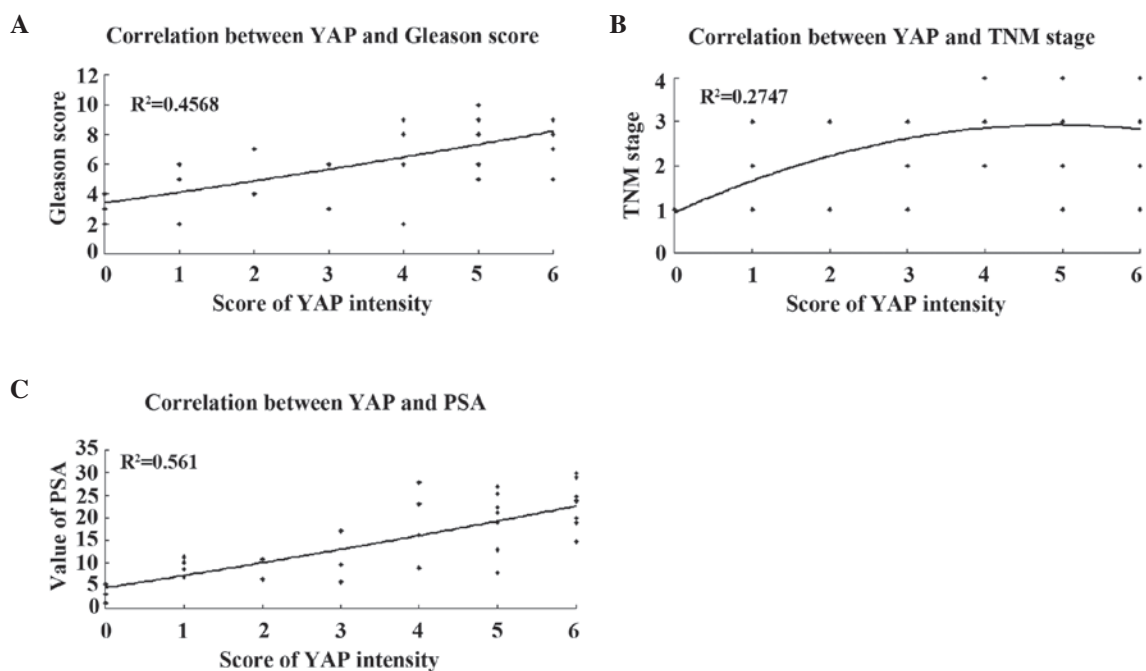 A
Correlation between YAP and Gleason score
R²=0.4568
Gleason score
12
10
8
6
4
2
0
0 1 2 3 4 5 6
Score of YAP intensity
B
Correlation between YAP and TNM stage
R²=0.2747
TNM stage
4
3
2
1
0
0 1 2 3 4 5 6
Score of YAP intensity
C
Correlation between YAP and PSA
R²=0.561
Value of PSA
35
30
25
20
15
10
5
0
0 1 2 3 4 5 6
Score of YAP intensity